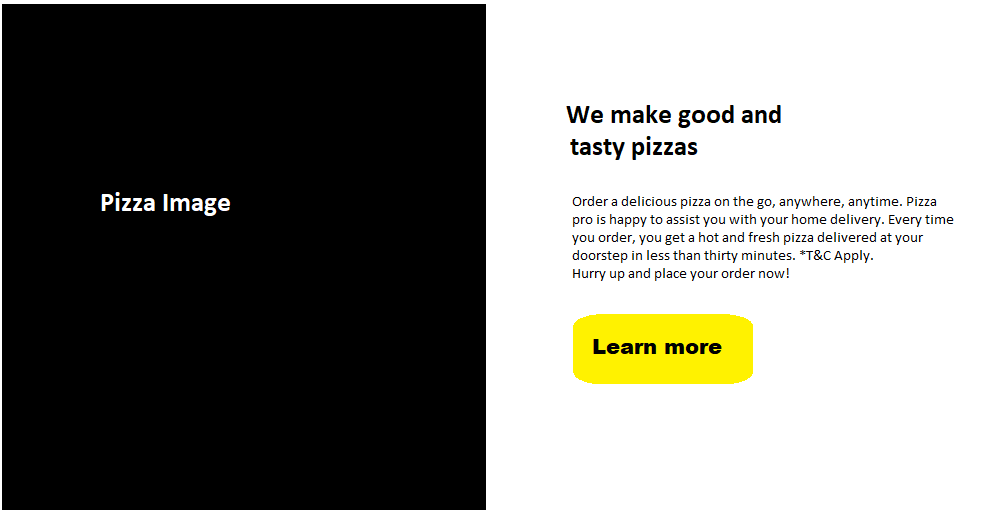 Pizza Image
We make good and
tasty pizzas
Order a delicious pizza on the go, anywhere, anytime. Pizza
pro is happy to assist you with your home delivery. Every time
you order, you get a hot and fresh pizza delivered at your
doorstep in less than thirty minutes. *T&C Apply.
Hurry up and place your order now!
Learn more